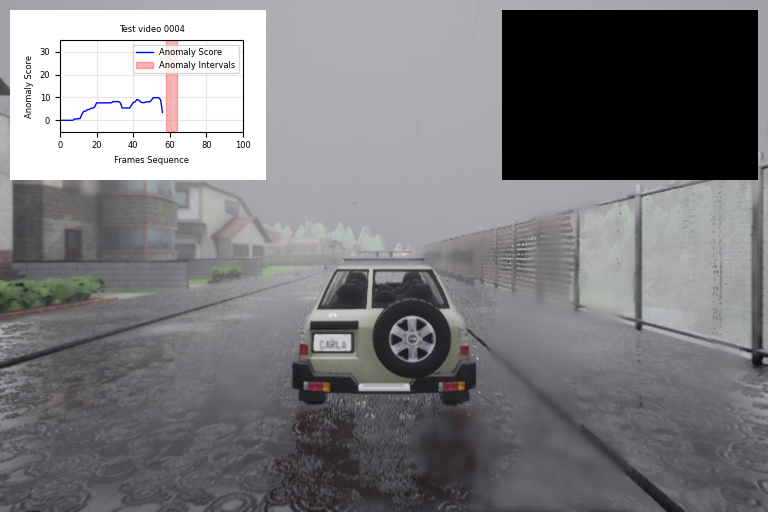 Test video 0004
Anomaly Score
Anomaly Intervals
Anomaly Score
30
20
10
0
0 20 40 60 80 100
Frames Sequence
CARLA